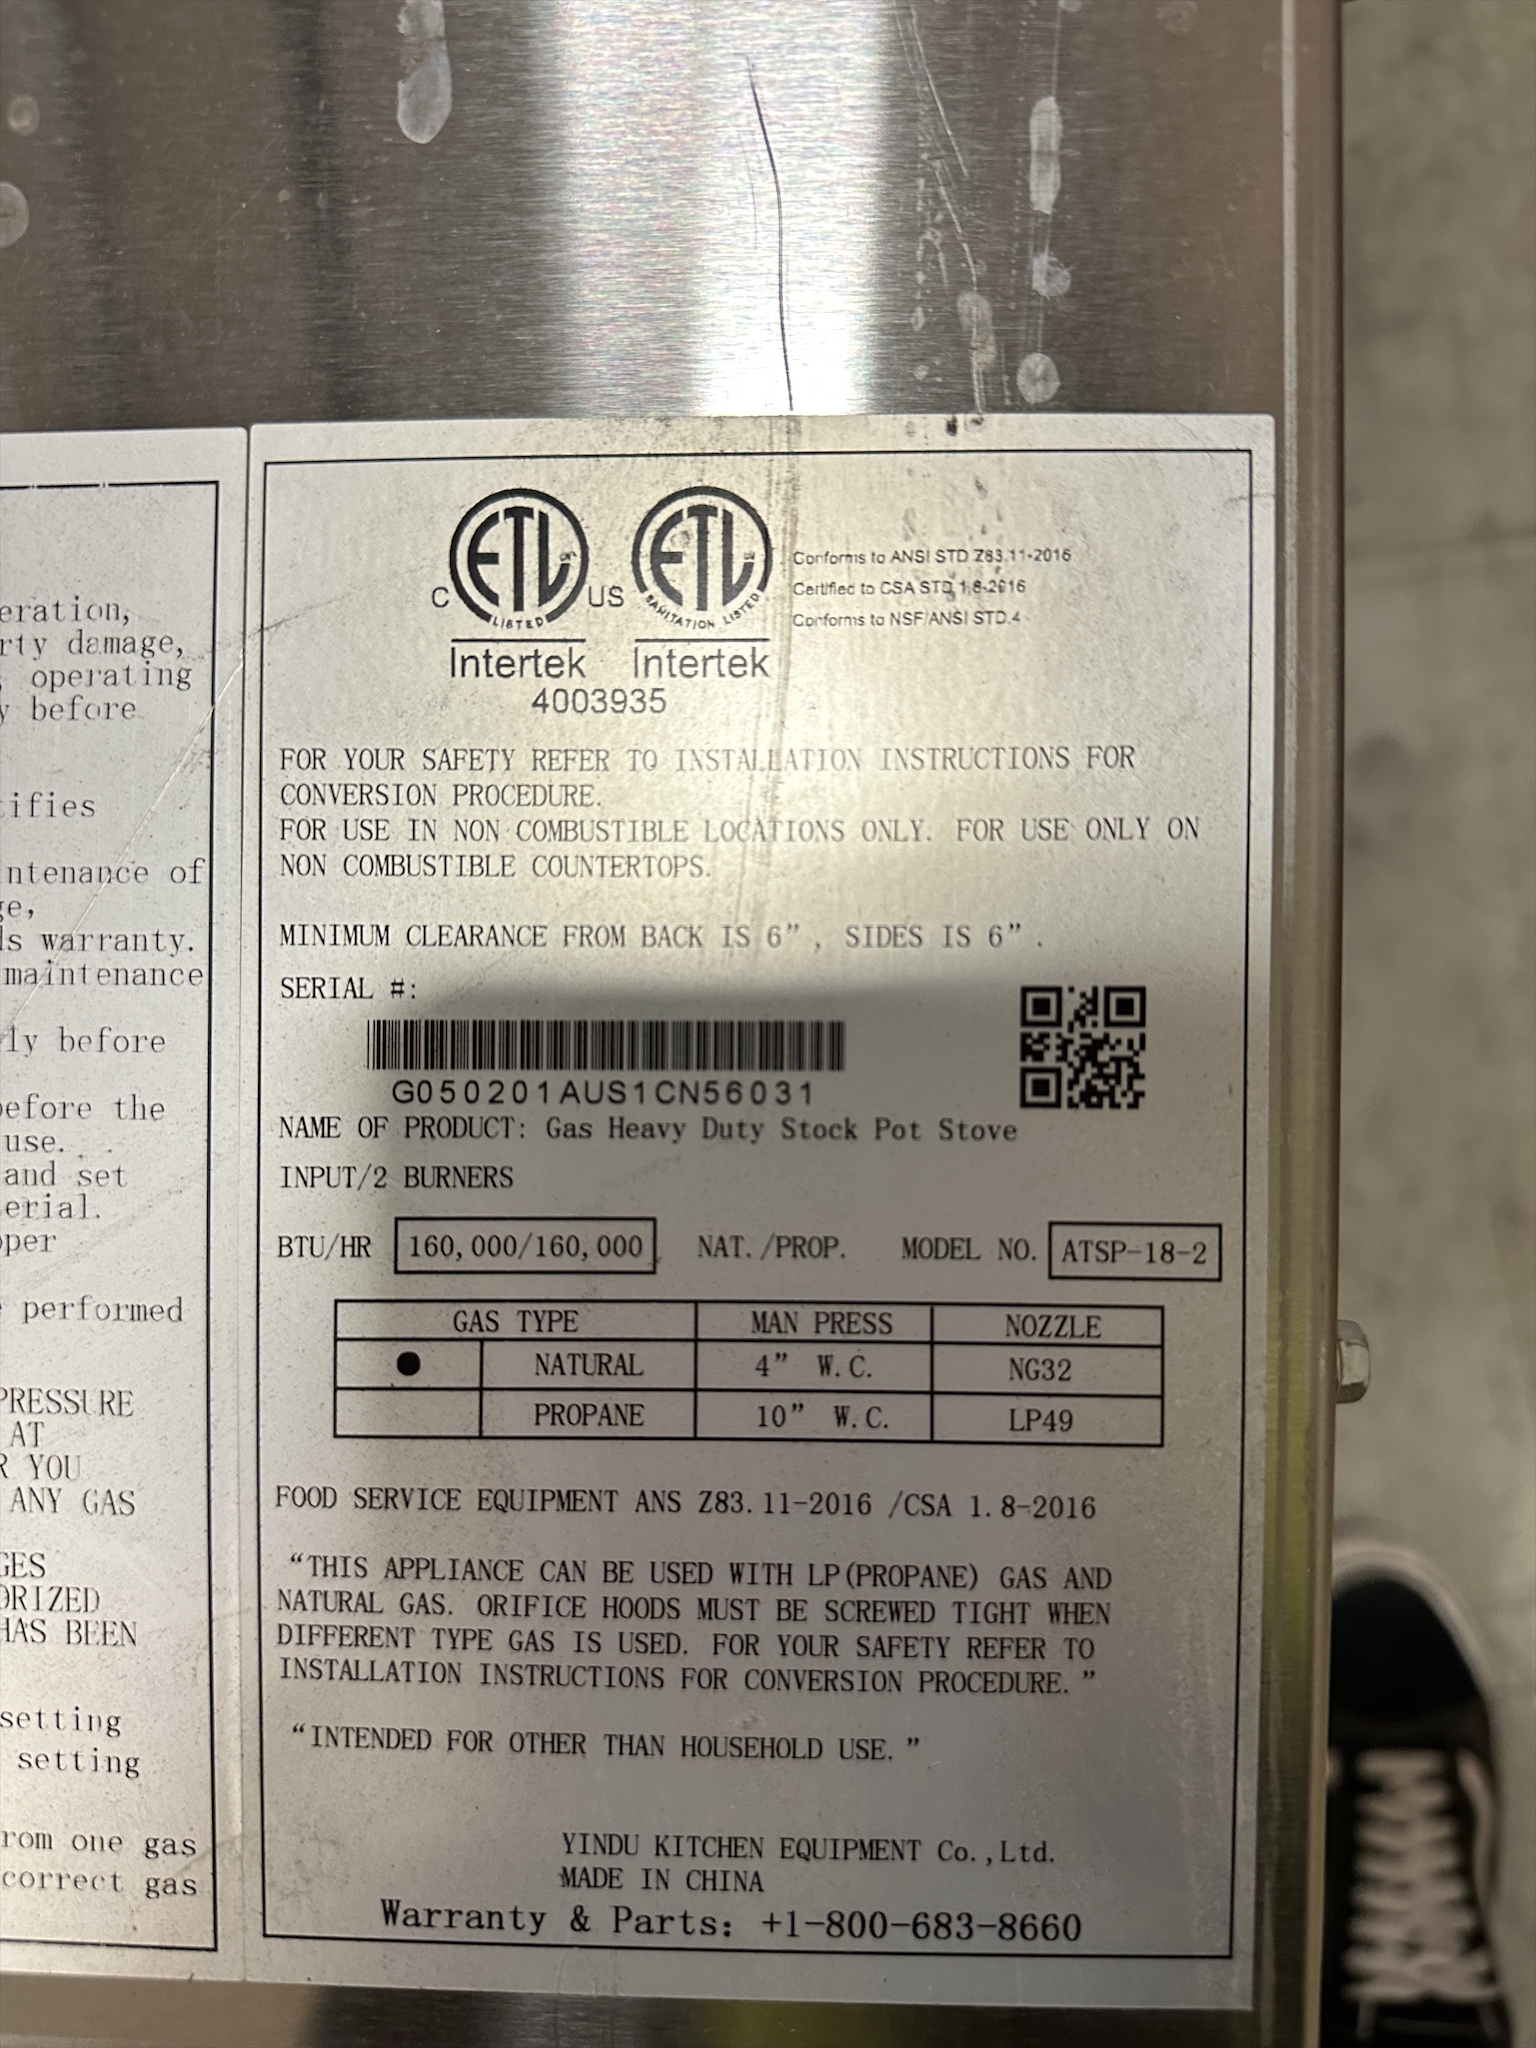 eration,
rty damage,
operating
before
tifies
ntenance of
ge,
ds warranty.
maintenance
ly before
before the
use.
and set
erial.
oper
performed
PRESSURE
AT
R YOU
ANY GAS
GES
ORIZED
HAS BEEN
setting
setting
rom one gas
correct gas
C ETL LISTED US Intertek
ETL SANITATION LISTED Intertek
4003935
Conforms to ANSI STD Z83.11-2016
Certified to CSA STD 1.8-2016
Conforms to NSF/ANSI STD.4
FOR YOUR SAFETY REFER TO INSTALLATION INSTRUCTIONS FOR
CONVERSION PROCEDURE.
FOR USE IN NON COMBUSTIBLE LOCATIONS ONLY. FOR USE ONLY ON
NON COMBUSTIBLE COUNTERTOPS.
MINIMUM CLEARANCE FROM BACK IS 6”, SIDES IS 6”.
SERIAL #:
G050201AUS1CN56031
NAME OF PRODUCT: Gas Heavy Duty Stock Pot Stove
INPUT/2 BURNERS
BTU/HR 160,000/160,000 NAT./PROP. MODEL NO. ATSP-18-2
GAS TYPE MAN PRESS NOZZLE
● NATURAL 4” W.C. NG32
PROPANE 10” W.C. LP49
FOOD SERVICE EQUIPMENT ANS Z83.11-2016 /CSA 1.8-2016
“THIS APPLIANCE CAN BE USED WITH LP(PROPANE) GAS AND
NATURAL GAS. ORIFICE HOODS MUST BE SCREWED TIGHT WHEN
DIFFERENT TYPE GAS IS USED. FOR YOUR SAFETY REFER TO
INSTALLATION INSTRUCTIONS FOR CONVERSION PROCEDURE.”
“INTENDED FOR OTHER THAN HOUSEHOLD USE.”
YINDU KITCHEN EQUIPMENT Co.,Ltd.
MADE IN CHINA
Warranty & Parts: +1-800-683-8660